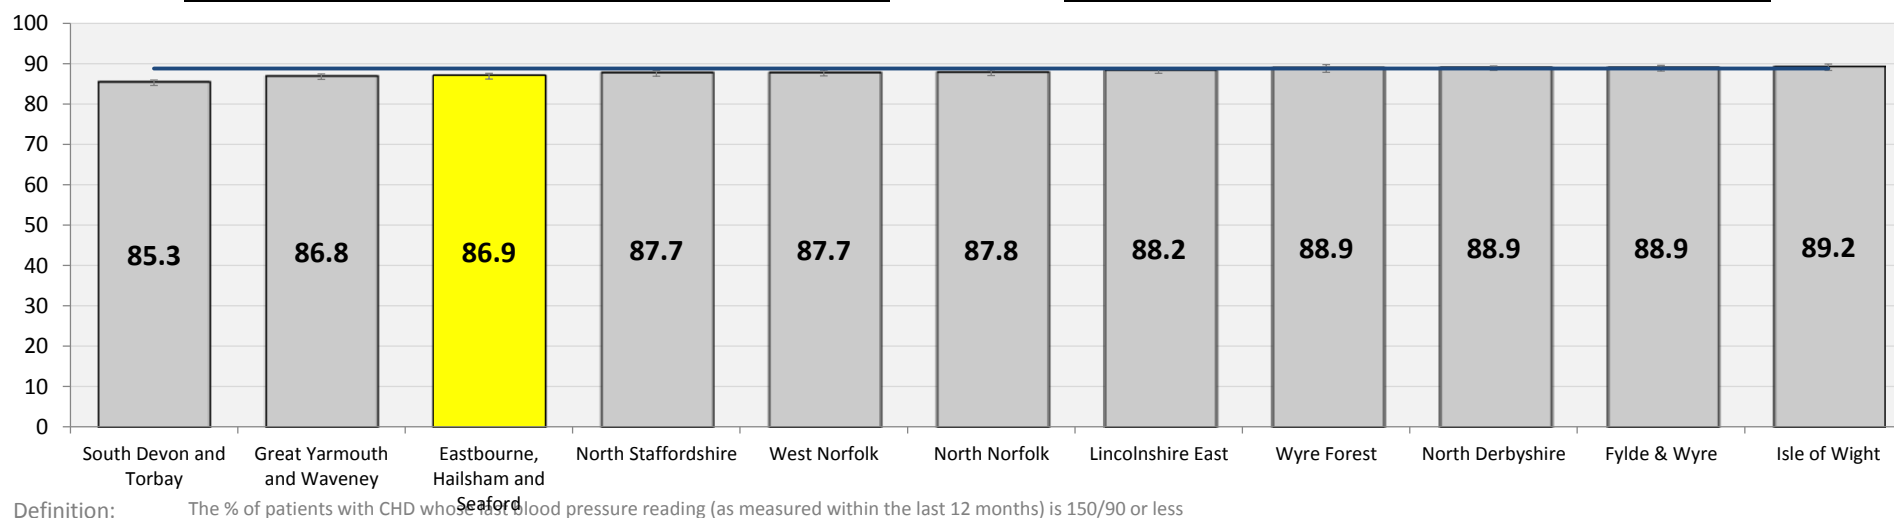 100
90
80
70
60
50
40
30
20
10
0
85.3 86.8 86.9 87.7 87.7 87.8 88.2 88.9 88.9 88.9 89.2
South Devon and Torbay
Great Yarmouth and Waveney
Eastbourne, Hailsham and Seaford
North Staffordshire
West Norfolk
North Norfolk
Lincolnshire East
Wyre Forest
North Derbyshire
Fylde & Wyre
Isle of Wight
Definition: The % of patients with CHD whose last blood pressure reading (as measured within the last 12 months) is 150/90 or less